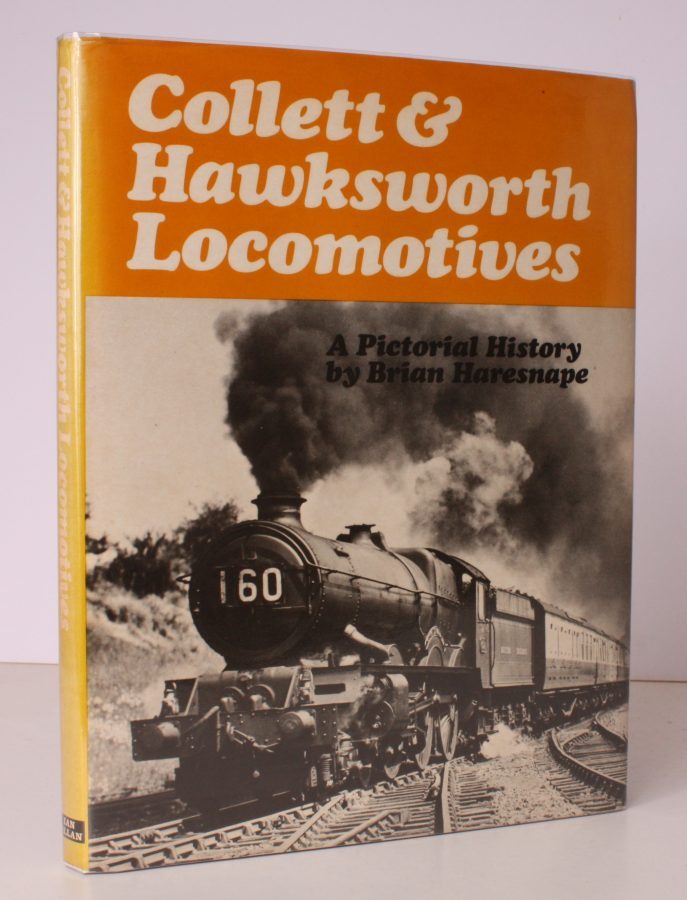 Collett &
Hawksworth
Locomotives
A Pictorial History
by Brian Haresnape
160
Collett & Hawksworth Locomotives
IAN
ALLAN